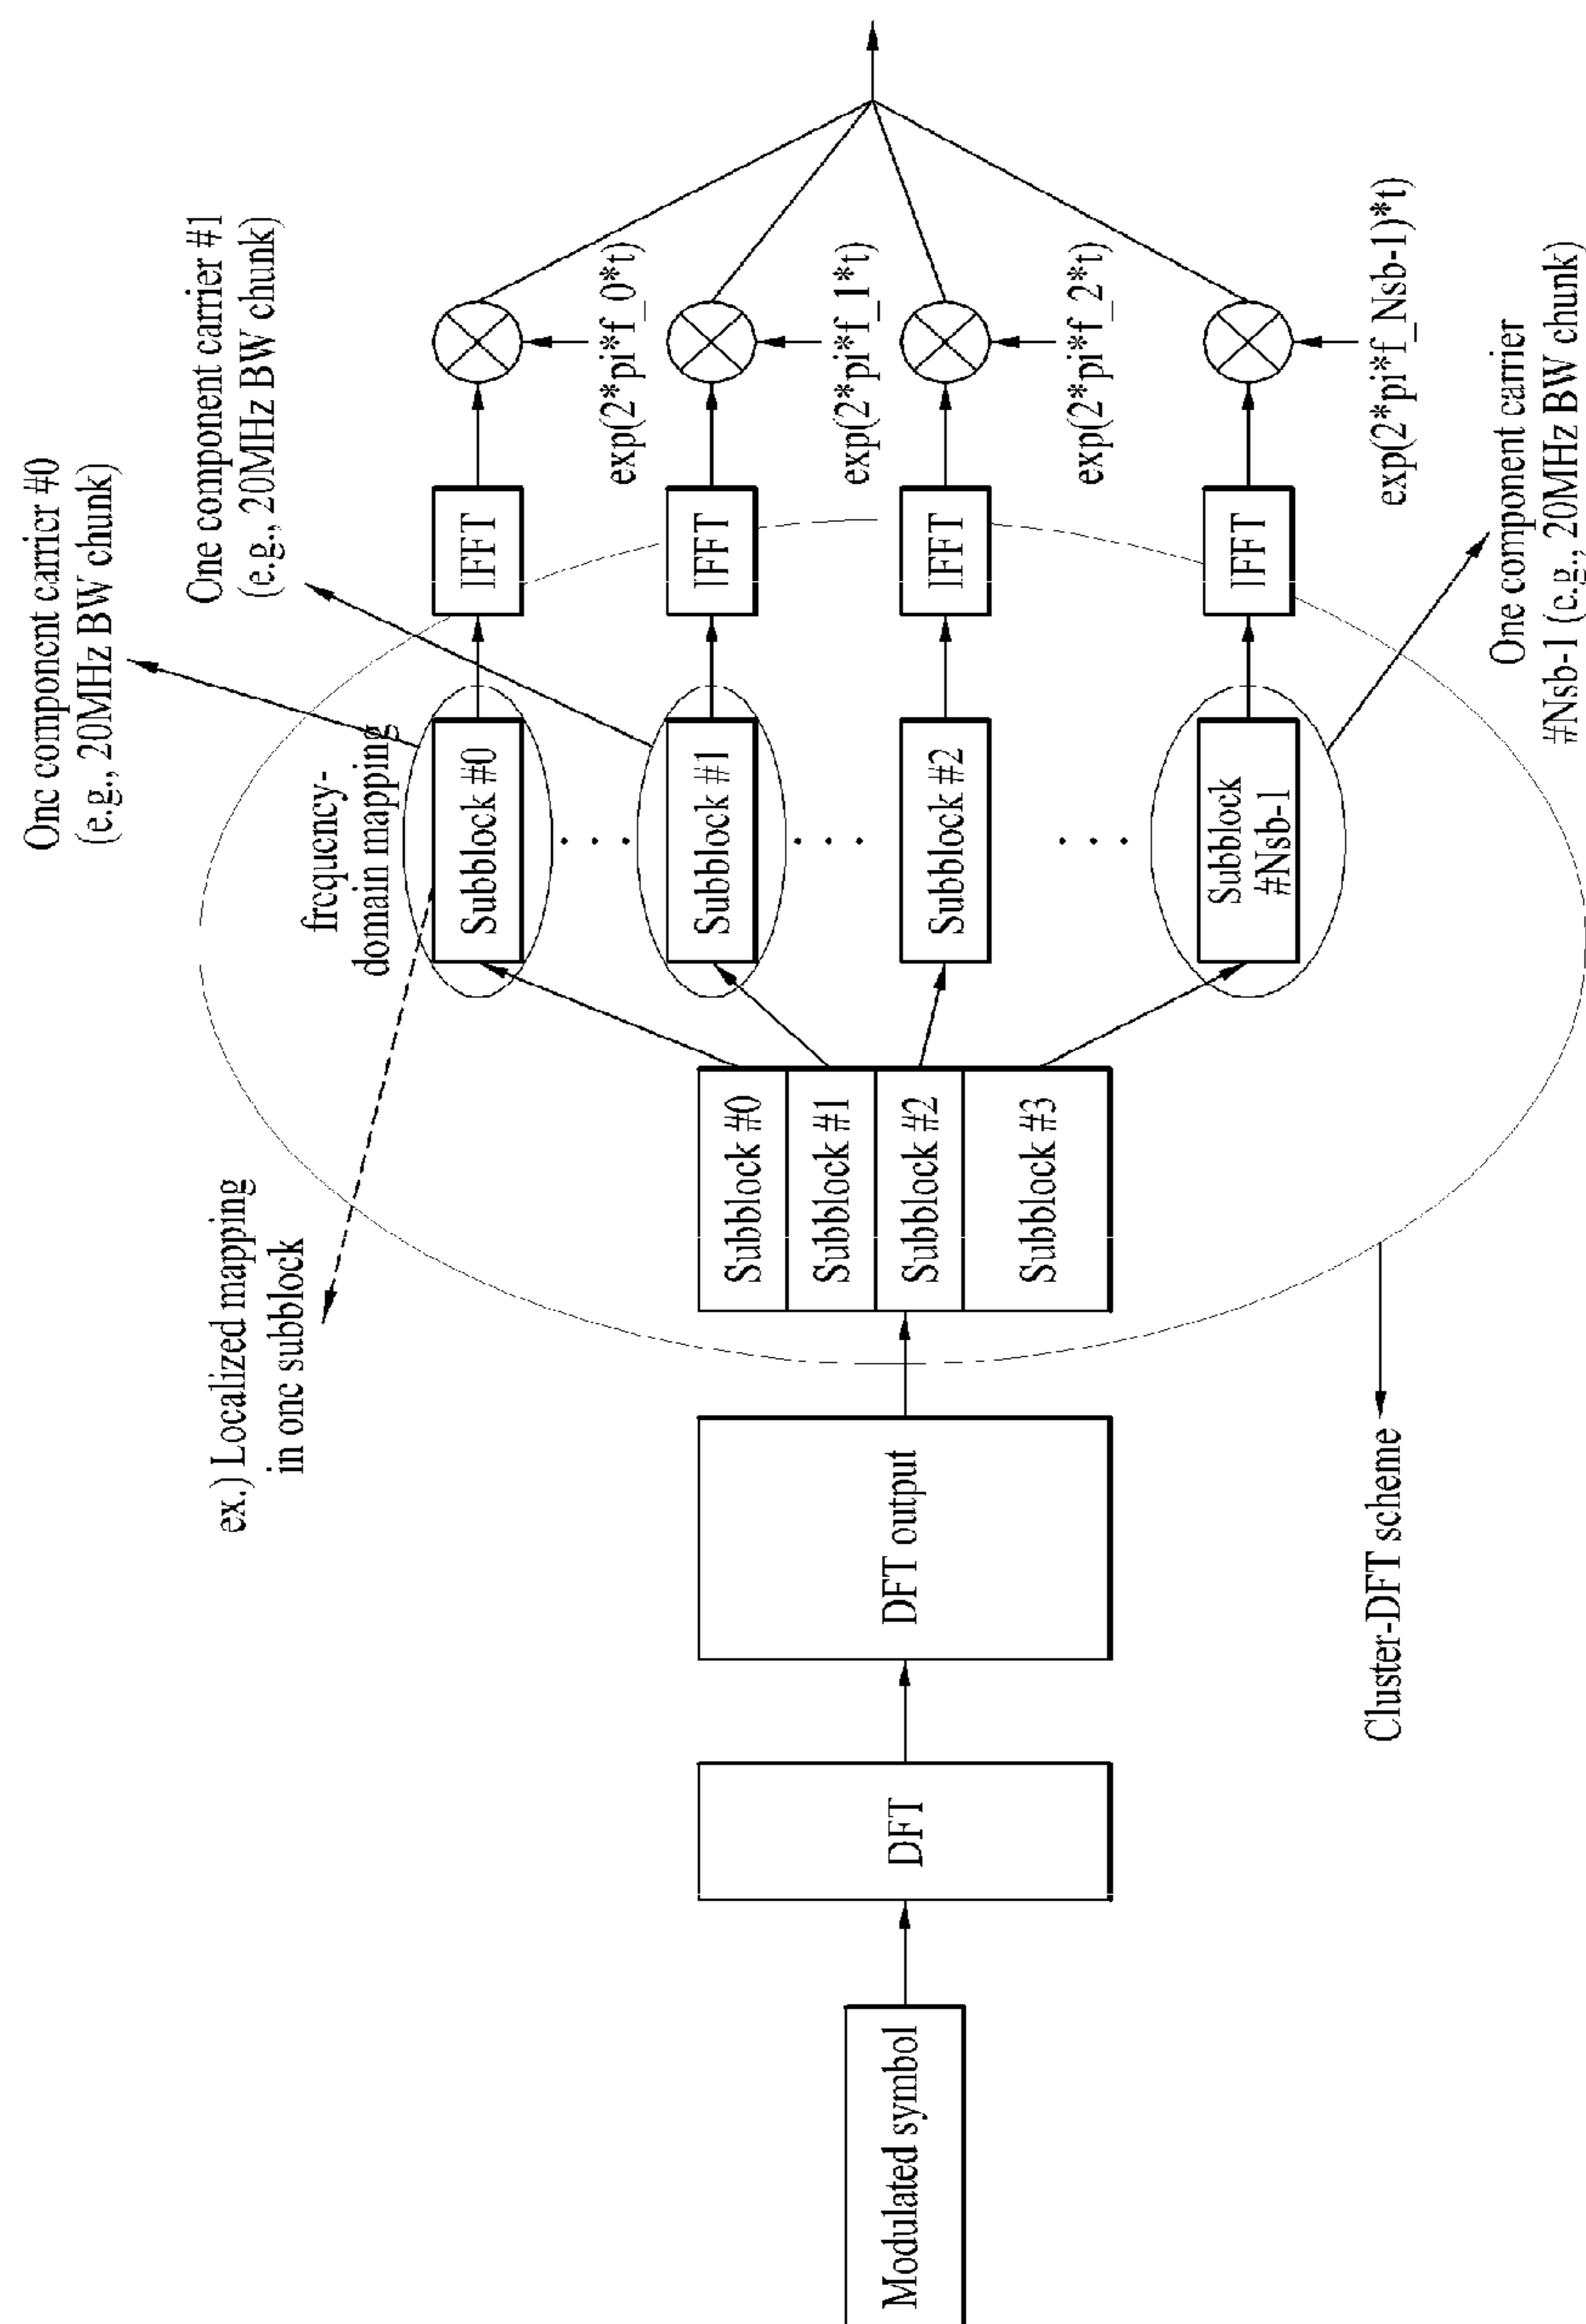 Modulated symbol
DFT
DFT output
Subblock #0
Subblock #1
Subblock #2
Subblock #3
ex.) Localized mapping
in one subblock
Cluster-DFT scheme
frequency-
domain mapping
Subblock #0
Subblock #1
Subblock #2
Subblock
#Nsb-1
One component carrier #0
(e.g., 20MHz BW chunk)
One component carrier #1
(e.g., 20MHz BW chunk)
One component carrier
#Nsb-1 (e.g., 20MHz BW chunk)
IFFT
IFFT
IFFT
IFFT
exp(2*pi*f_0*t)
exp(2*pi*f_1*t)
exp(2*pi*f_2*t)
exp(2*pi*f_Nsb-1)*t)